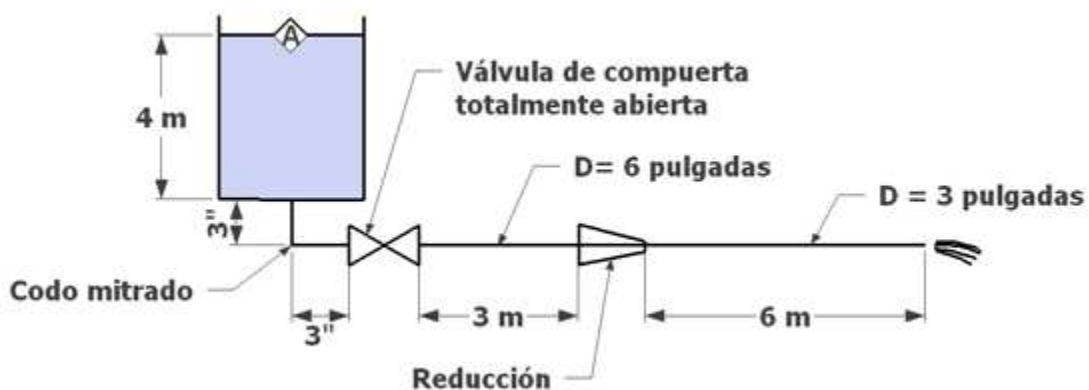 A
Válvula de compuerta
totalmente abierta
4 m
D= 6 pulgadas
D = 3 pulgadas
3"
Codo mitrado
3"
3 m
6 m
Reducción